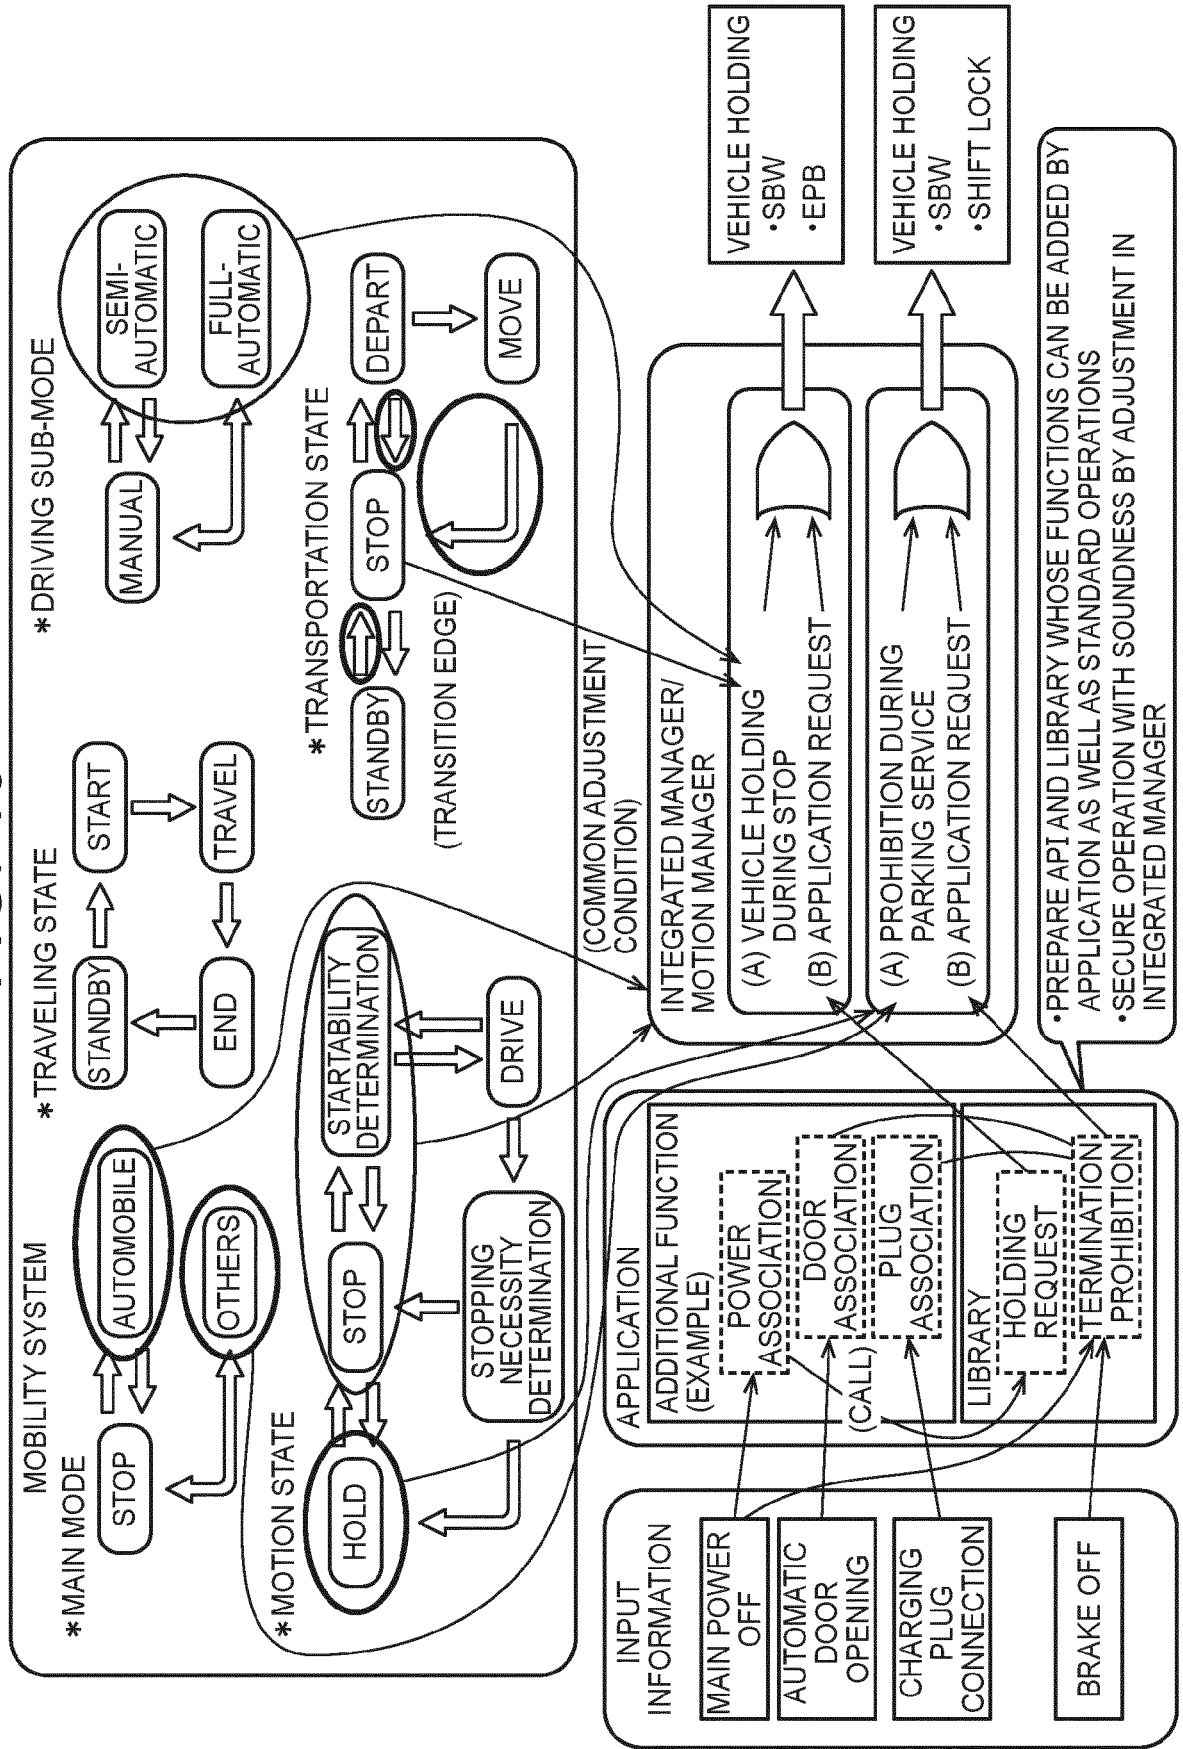 MOBILITY SYSTEM
*MAIN MODE
STOP
AUTOMOBILE
OTHERS
*TRAVELING STATE
STANDBY
START
END
TRAVEL
*DRIVING SUB-MODE
MANUAL
SEMI-
AUTOMATIC
FULL-
AUTOMATIC
*MOTION STATE
HOLD
STOP
STARTABILITY
DETERMINATION
STOPPING
NECESSITY
DETERMINATION
DRIVE
*TRANSPORTATION STATE
STANDBY
STOP
DEPART
MOVE
(TRANSITION EDGE)
(COMMON ADJUSTMENT
CONDITION)
INPUT
INFORMATION
MAIN POWER
OFF
AUTOMATIC
DOOR
OPENING
CHARGING
PLUG
CONNECTION
BRAKE OFF
APPLICATION
ADDITIONAL FUNCTION
(EXAMPLE)
POWER
ASSOCIATION
DOOR
ASSOCIATION
PLUG
ASSOCIATION
(CALL)
LIBRARY
HOLDING
REQUEST
TERMINATION
PROHIBITION
INTEGRATED MANAGER/
MOTION MANAGER
(A) VEHICLE HOLDING
DURING STOP
(B) APPLICATION REQUEST
(A) PROHIBITION DURING
PARKING SERVICE
(B) APPLICATION REQUEST
VEHICLE HOLDING
・SBW
・EPB
VEHICLE HOLDING
・SBW
・SHIFT LOCK
・PREPARE API AND LIBRARY WHOSE FUNCTIONS CAN BE ADDED BY
APPLICATION AS WELL AS STANDARD OPERATIONS
・SECURE OPERATION WITH SOUNDNESS BY ADJUSTMENT IN
INTEGRATED MANAGER